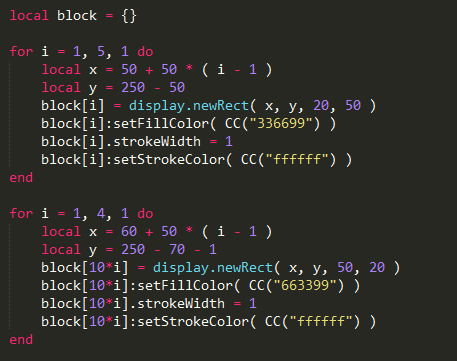 local block = {}

for i = 1, 5, 1 do
    local x = 50 + 50 * ( i - 1 )
    local y = 250 - 50
    block[i] = display.newRect( x, y, 20, 50 )
    block[i]:setFillColor( CC("336699") )
    block[i].strokeWidth = 1
    block[i]:setStrokeColor( CC("ffffff") )
end

for i = 1, 4, 1 do
    local x = 60 + 50 * ( i - 1 )
    local y = 250 - 70 - 1
    block[10*i] = display.newRect( x, y, 50, 20 )
    block[10*i]:setFillColor( CC("663399") )
    block[10*i].strokeWidth = 1
    block[10*i]:setStrokeColor( CC("ffffff") )
end